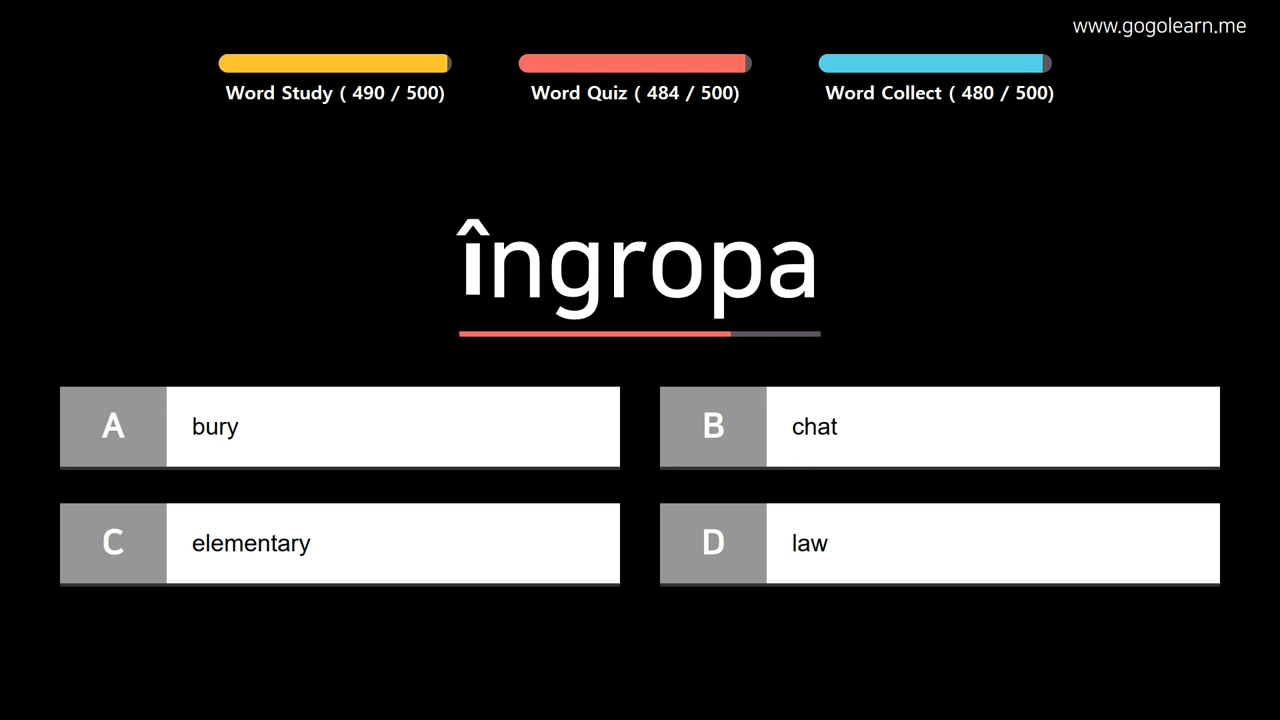 www.gogolearn.me
Word Study ( 490 / 500)
Word Quiz ( 484 / 500)
Word Collect ( 480 / 500)
îngropa
A bury
B chat
C elementary
D law